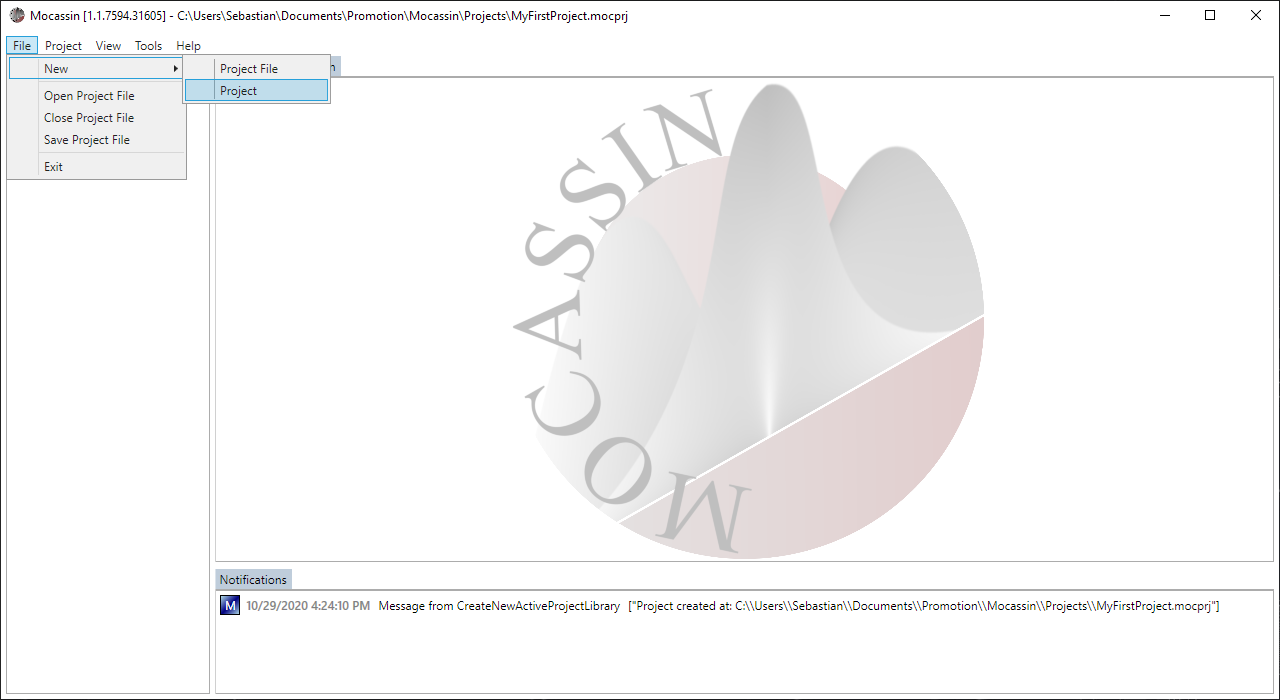 Mocassin [1.1.7594.31605] - C:\Users\Sebastian\Documents\Promotion\Mocassin\Projects\MyFirstProject.mocprj
File Project View Tools Help
New Project File
Project
Open Project File
Close Project File
Save Project File
Exit
MOCASSIN
Notifications
M 10/29/2020 4:24:10 PM Message from CreateNewActiveProjectLibrary ["Project created at: C:\\Users\\Sebastian\\Documents\\Promotion\\Mocassin\\Projects\\MyFirstProject.mocprj"]